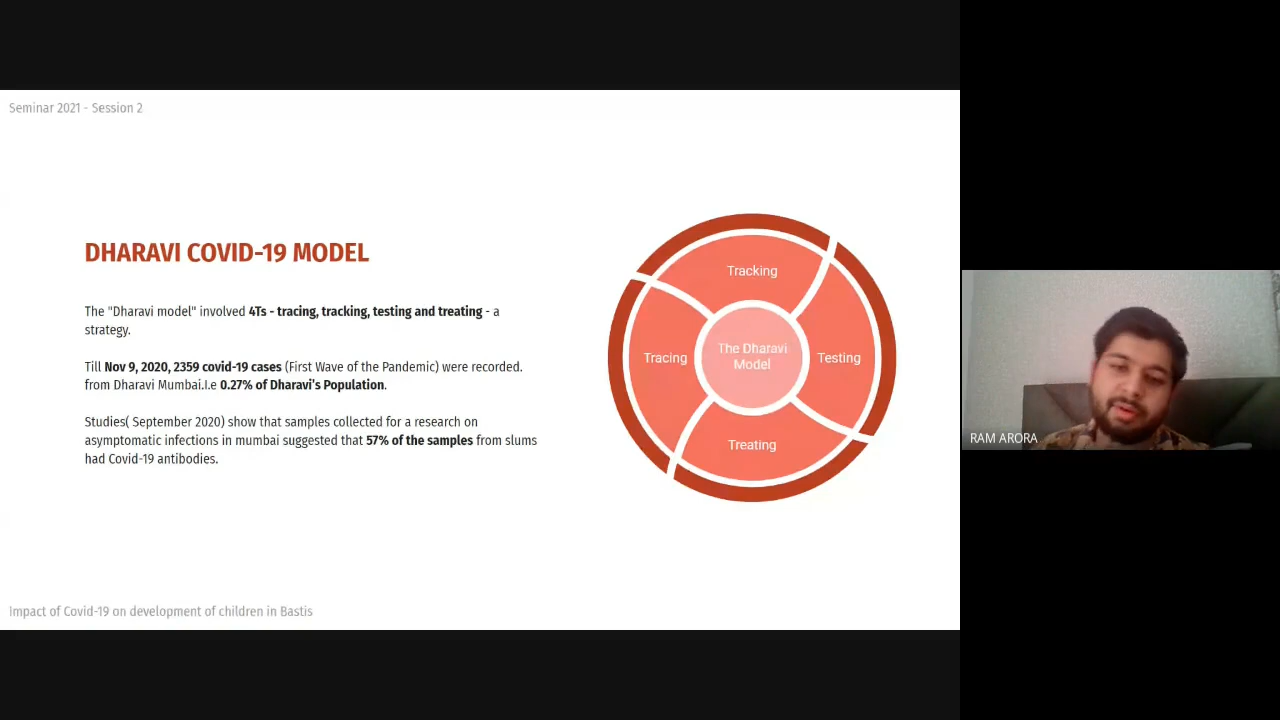 Seminar 2021 - Session 2
DHARAVI COVID-19 MODEL
The "Dharavi model" involved 4Ts - tracing, tracking, testing and treating - a
strategy.
Till Nov 9, 2020, 2359 covid-19 cases (First Wave of the Pandemic) were recorded.
from Dharavi Mumbai.I.e 0.27% of Dharavi's Population.
Studies( September 2020) show that samples collected for a research on
asymptomatic infections in mumbai suggested that 57% of the samples from slums
had Covid-19 antibodies.
Tracking
Tracing
The Dharavi
Model
Testing
Treating
Impact of Covid-19 on development of children in Bastis
RAM ARORA